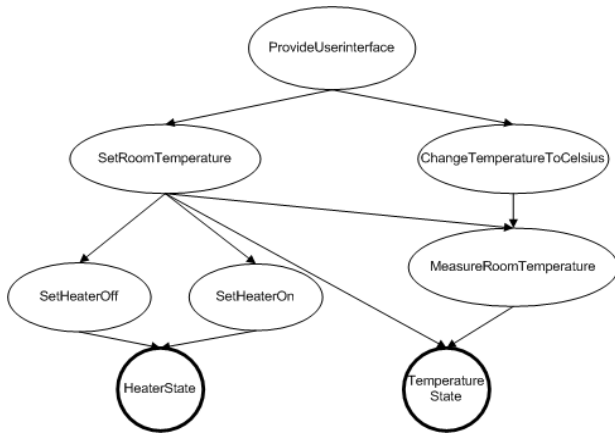 ProvideUserinterface
SetRoomTemperature
ChangeTemperatureToCelsius
MeasureRoomTemperature
SetHeaterOff
SetHeaterOn
HeaterState
Temperature
State